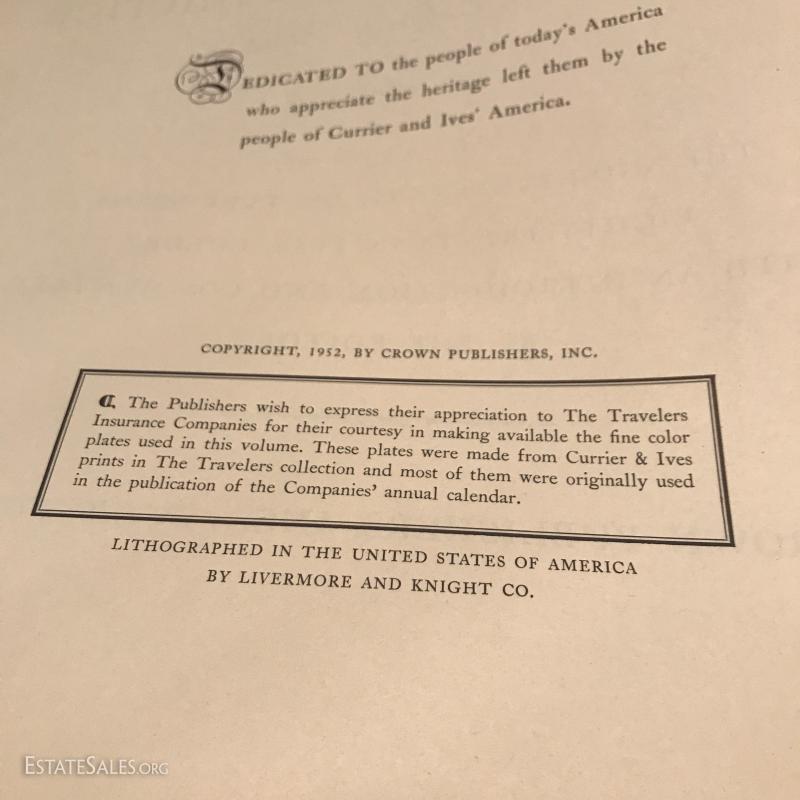 DEDICATED TO the people of today's America
who appreciate the heritage left them by the
people of Currier and Ives' America.
COPYRIGHT, 1952, BY CROWN PUBLISHERS, INC.
The Publishers wish to express their appreciation to The Travelers
Insurance Companies for their courtesy in making available the fine color
plates used in this volume. These plates were made from Currier & Ives
prints in The Travelers collection and most of them were originally used
in the publication of the Companies' annual calendar.
LITHOGRAPHED IN THE UNITED STATES OF AMERICA
BY LIVERMORE AND KNIGHT CO.
ESTATESALES.ORG